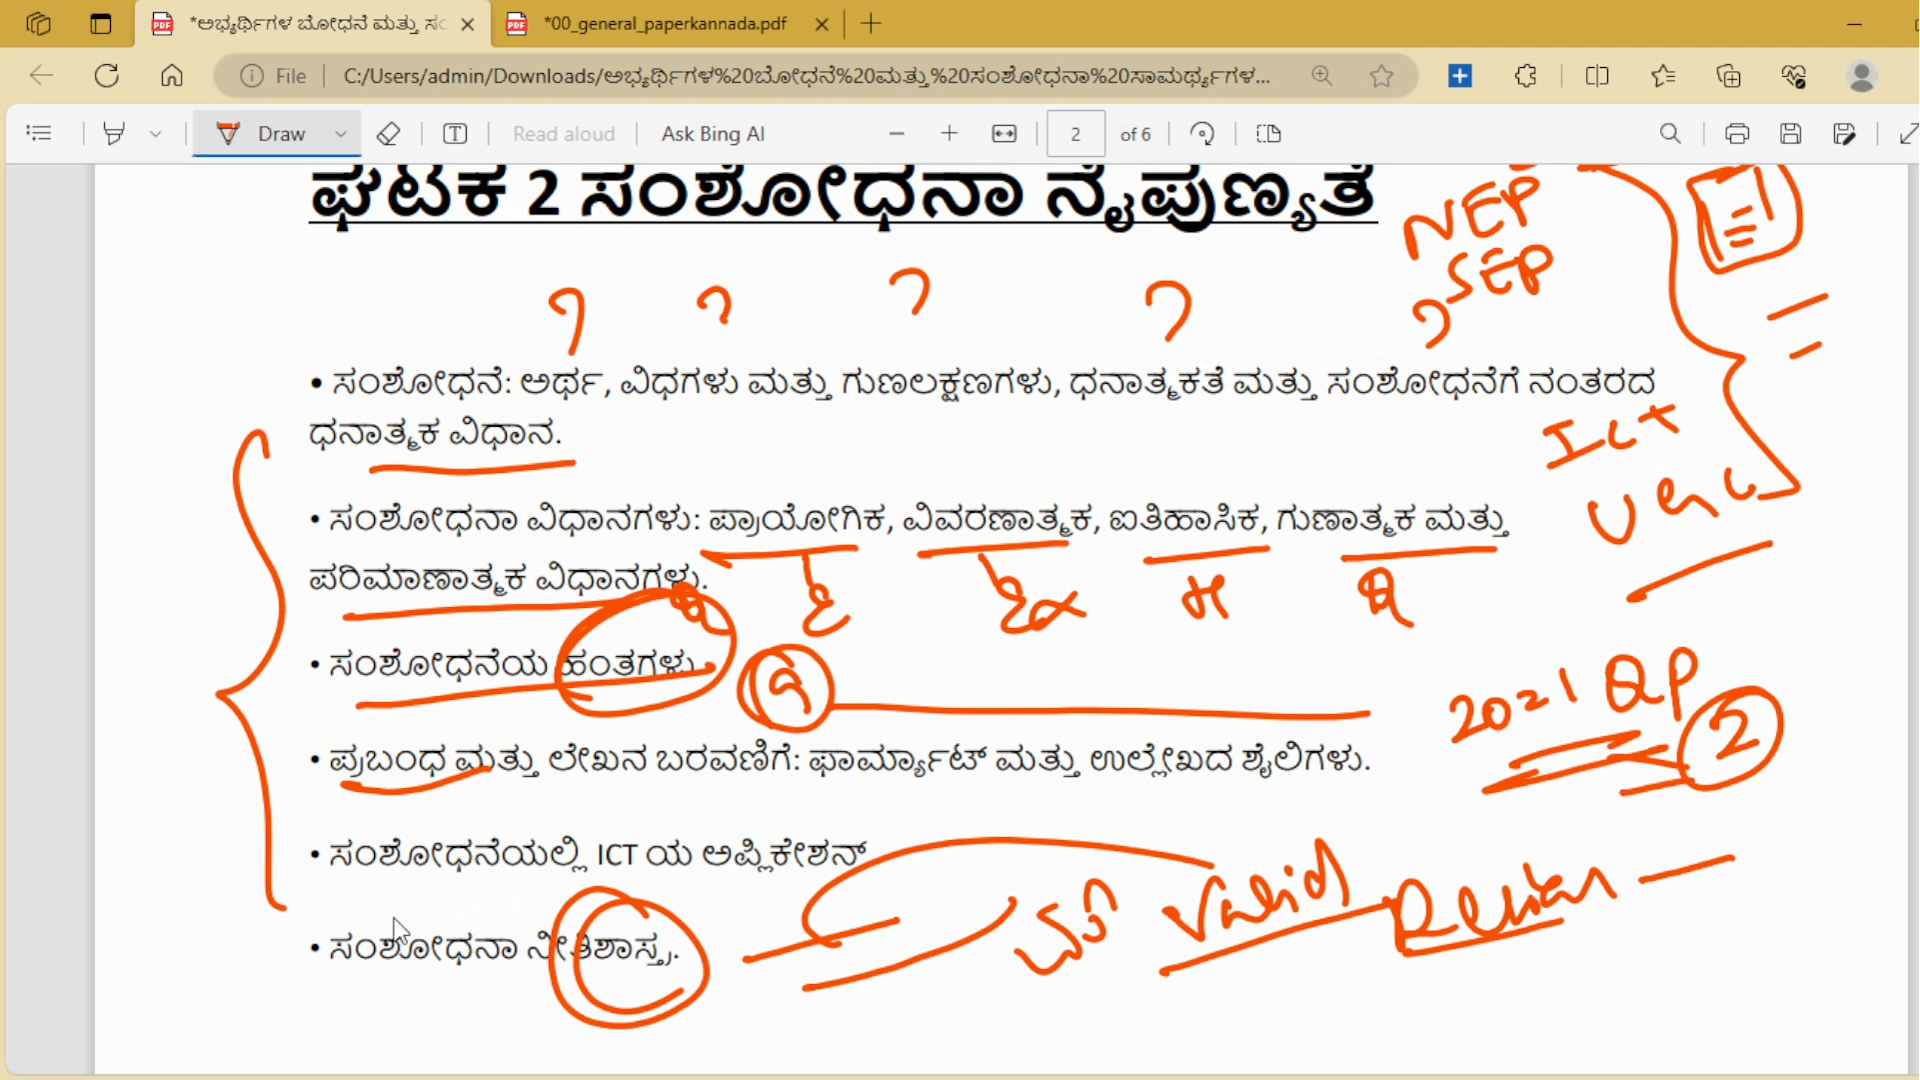 *ಅಭ್ಯರ್ಥಿಗಳ ಬೋಧನೆ ಮತ್ತು ಸಂ
*00_general_paperkannada.pdf
File
C:/Users/admin/Downloads/ಅಭ್ಯರ್ಥಿಗಳ%20ಬೋಧನೆ%20ಮತ್ತು%20ಸಂಶೋಧನಾ%20ಸಾಮರ್ಥ್ಯಗಳ...
Draw
Read aloud
Ask Bing AI
2 of 6
ಘಟಕ 2 ಸಂಶೋಧನಾ ನೈಪುಣ್ಯತೆ
NEP
SEP
• ಸಂಶೋಧನೆ: ಅರ್ಥ, ವಿಧಗಳು ಮತ್ತು ಗುಣಲಕ್ಷಣಗಳು, ಧನಾತ್ಮಕತೆ ಮತ್ತು ಸಂಶೋಧನೆಗೆ ನಂತರದ
ಧನಾತ್ಮಕ ವಿಧಾನ.
ICT
• ಸಂಶೋಧನಾ ವಿಧಾನಗಳು: ಪ್ರಾಯೋಗಿಕ, ವಿವರಣಾತ್ಮಕ, ಐತಿಹಾಸಿಕ, ಗುಣಾತ್ಮಕ ಮತ್ತು
ಪರಿಮಾಣಾತ್ಮಕ ವಿಧಾನಗಳು.
E Ex H Q
• ಸಂಶೋಧನೆಯ ಹಂತಗಳು.
2021 QP
2
• ಪ್ರಬಂಧ ಮತ್ತು ಲೇಖನ ಬರವಣಿಗೆ: ಫಾರ್ಮ್ಯಾಟ್ ಮತ್ತು ಉಲ್ಲೇಖದ ಶೈಲಿಗಳು.
• ಸಂಶೋಧನೆಯಲ್ಲಿ ICT ಯ ಅಪ್ಲಿಕೇಶನ್
Valid
• ಸಂಶೋಧನಾ ನೀತಿಶಾಸ್ತ್ರ.